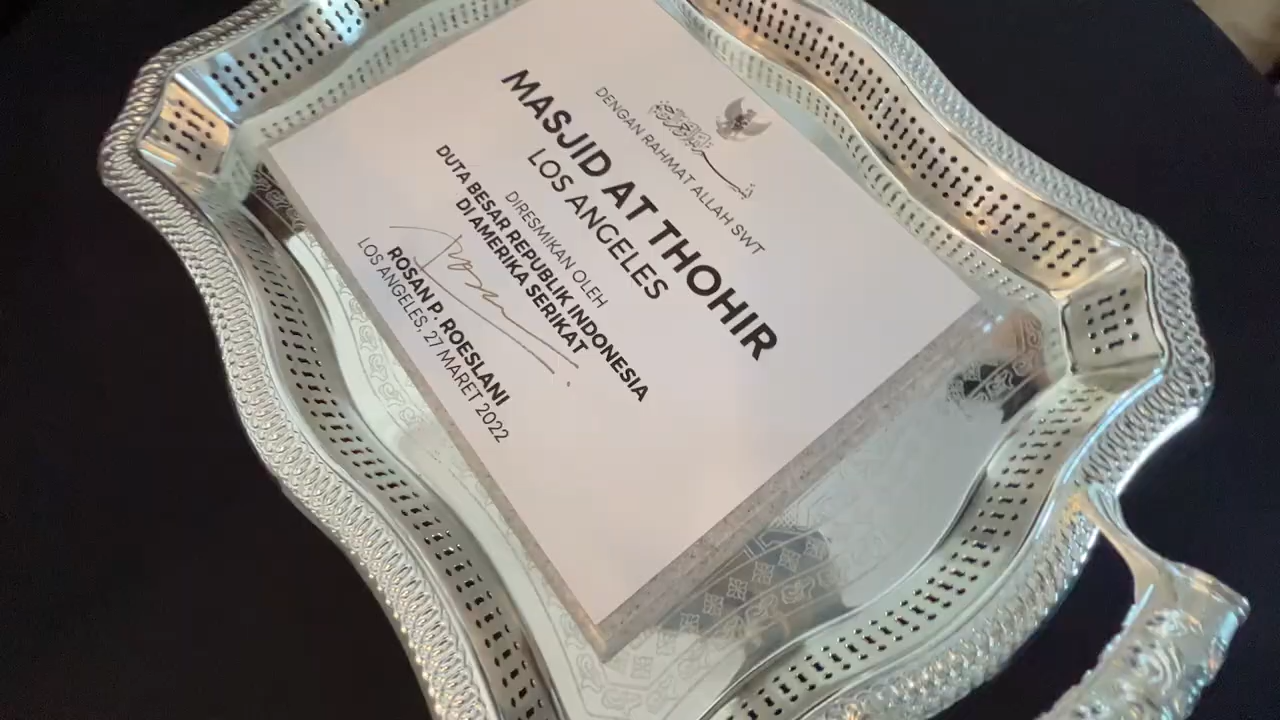 ﷽
DENGAN RAHMAT ALLAH SWT
MASJID AT THOHIR
LOS ANGELES
DIRESMIKAN OLEH
DUTA BESAR REPUBLIK INDONESIA
DI AMERIKA SERIKAT
ROSAN P. ROESLANI
LOS ANGELES, 27 MARET 2022